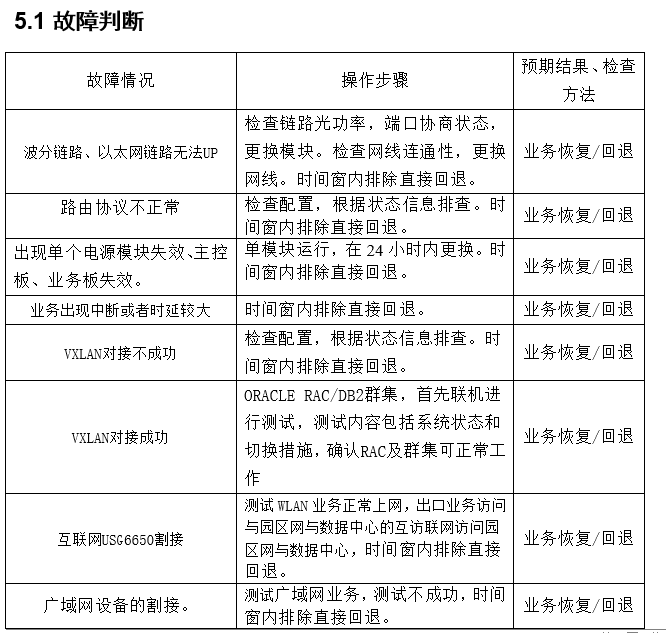 5.1 故障判断
故障情况
操作步骤
预期结果、检查
方法
波分链路、以太网链路无法UP
检查链路光功率，端口协商状态，
更换模块。检查网线连通性，更换
网线。时间窗内排除直接回退。
业务恢复/回退
路由协议不正常
检查配置，根据状态信息排查。时
间窗内排除直接回退。
业务恢复/回退
出现单个电源模块失效、主控
板、业务板失效。
单模块运行，在 24 小时内更换。时
间窗内排除直接回退。
业务恢复/回退
业务出现中断或者时延较大
时间窗内排除直接回退。
业务恢复/回退
VXLAN对接不成功
检查配置，根据状态信息排查。时
间窗内排除直接回退。
业务恢复/回退
VXLAN对接成功
ORACLE RAC/DB2群集，首先联机进
行测试，测试内容包括系统状态和
切换措施，确认RAC及群集可正常工
作
业务恢复/回退
互联网USG6650割接
测试 WLAN 业务正常上网，出口业务访问
与园区网与数据中心的互访联网访问园
区网与数据中心，时间窗内排除直接
回退。
业务恢复/回退
广域网设备的割接。
测试广域网业务，测试不成功，时间
窗内排除直接回退。
业务恢复/回退